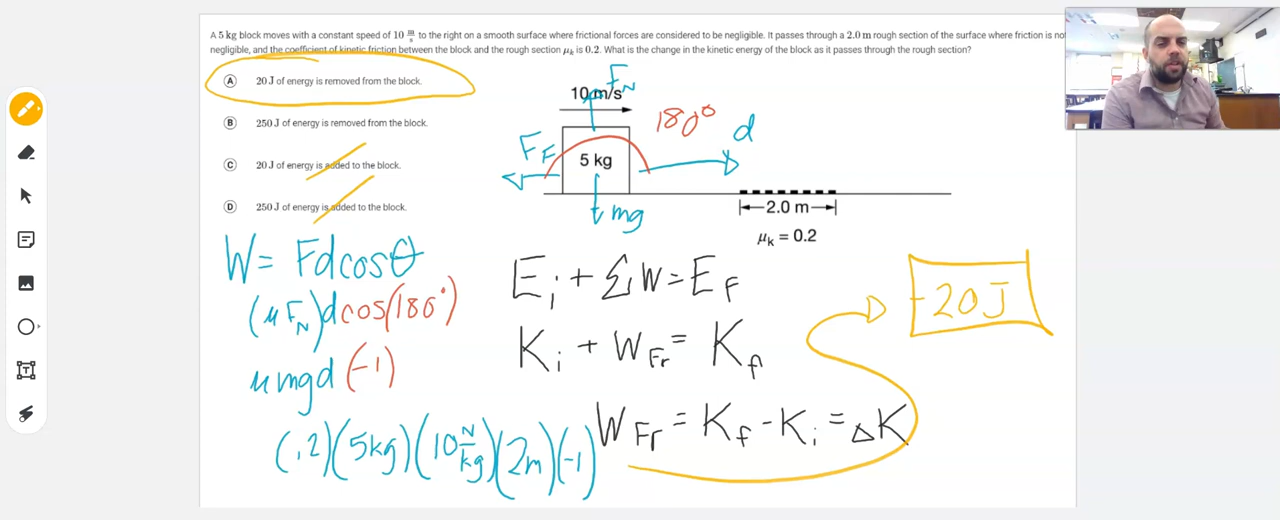 A 5 kg block moves with a constant speed of 10 m/s to the right on a smooth surface where frictional forces are considered to be negligible. It passes through a 2.0 m rough section of the surface where friction is not
negligible, and the coefficient of kinetic friction between the block and the rough section μk is 0.2. What is the change in the kinetic energy of the block as it passes through the rough section?
A 20 J of energy is removed from the block.
B 250 J of energy is removed from the block.
C 20 J of energy is added to the block.
D 250 J of energy is added to the block.
FN
10 m/s
180°
d
FF
5 kg
mg
2.0 m
μk = 0.2
W = Fdcosθ
(μFN)dcos(180°)
μmgd(-1)
(.2)(5kg)(10 N/kg)(2m)(-1)
Ei + ΣW = EF
Ki + WFr = Kf
WFr = Kf - Ki = ΔK
-20J
T